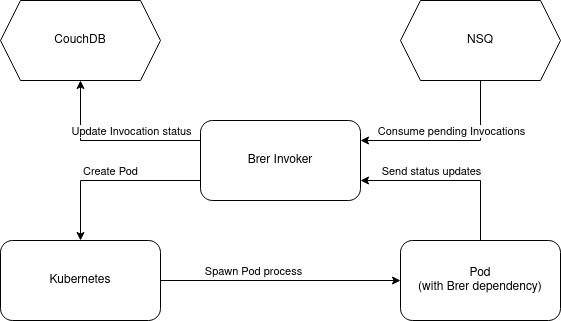 CouchDB
NSQ
Update Invocation status
Consume pending Invocations
Brer Invoker
Create Pod
Send status updates
Kubernetes
Spawn Pod process
Pod
(with Brer dependency)